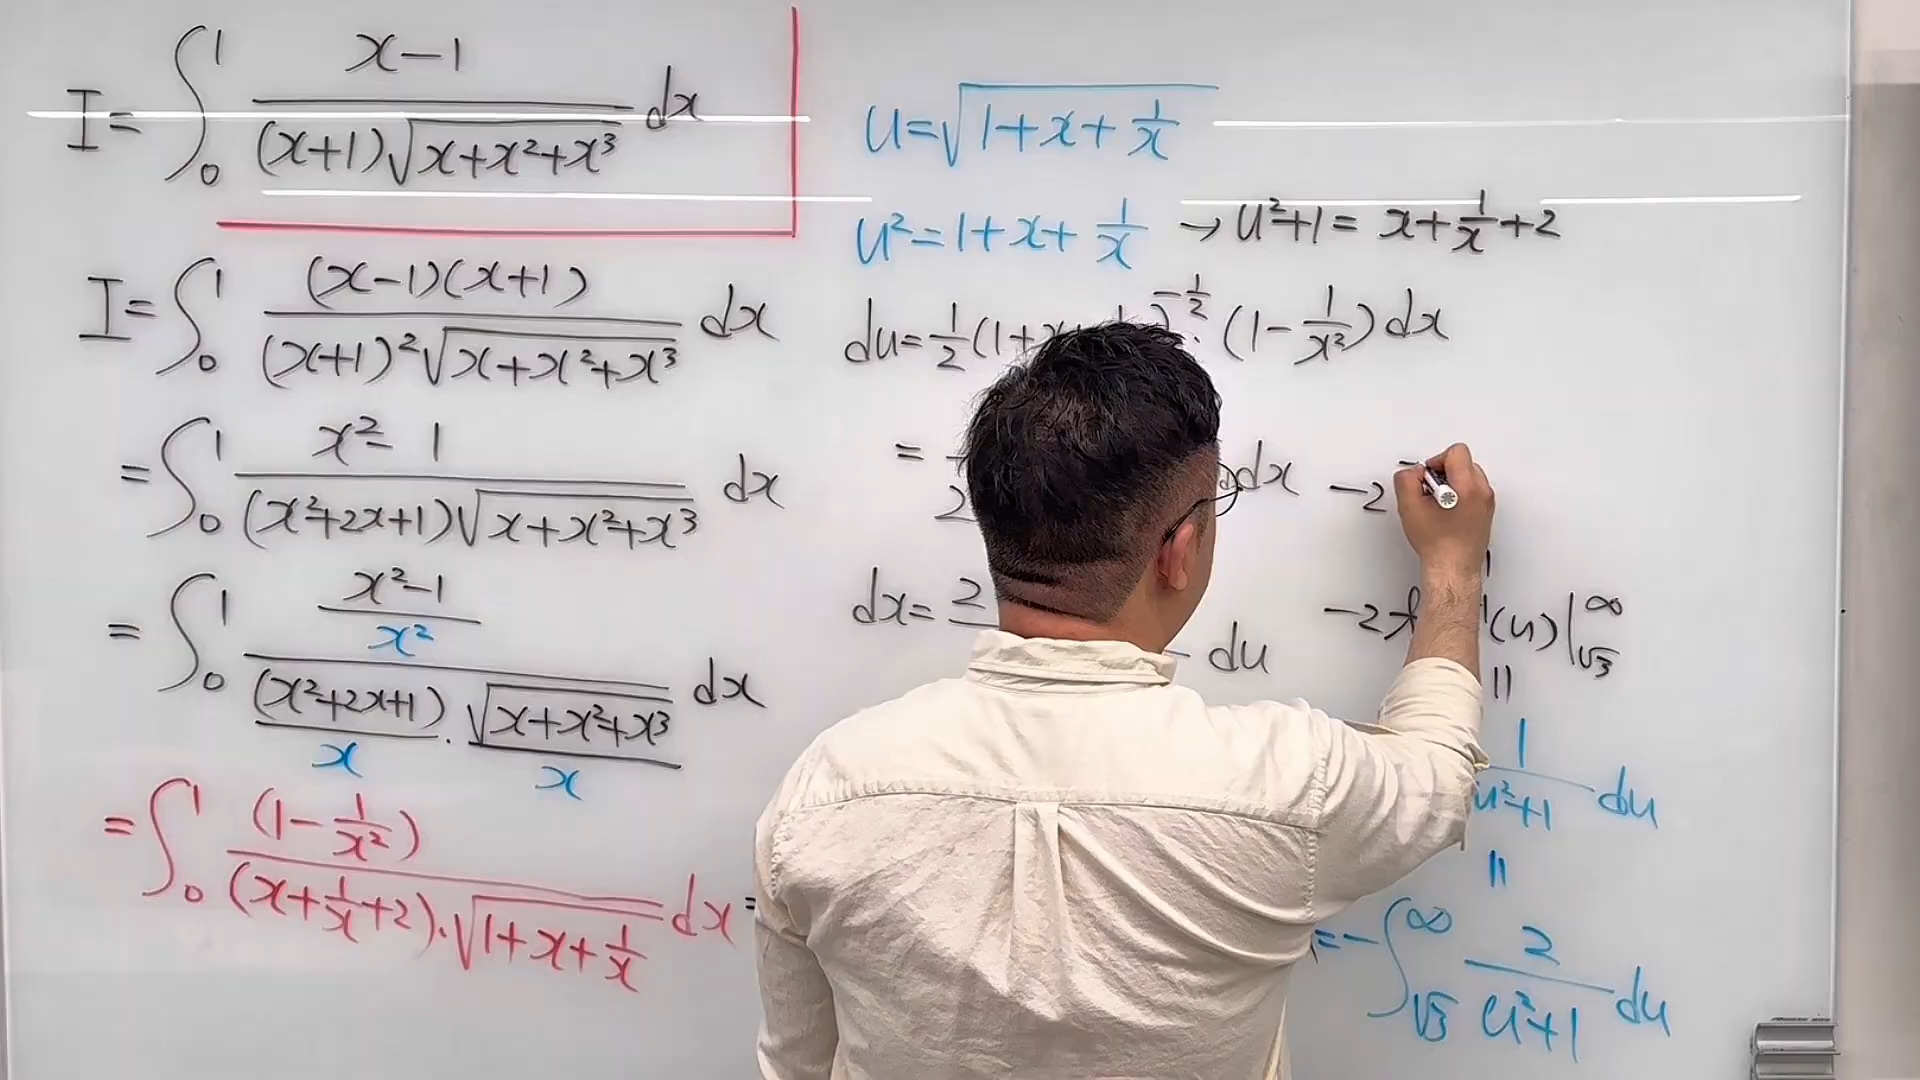 I = ∫₀¹ (x-1)/((x+1)√(x+x²+x³)) dx
I = ∫₀¹ ((x-1)(x+1))/((x+1)²√(x+x²+x³)) dx
= ∫₀¹ (x²-1)/((x²+2x+1)√(x+x²+x³)) dx
= ∫₀¹ ((x²-1)/x²)/((x²+2x+1)/x · √(x+x²+x³)/x) dx
= ∫₀¹ (1-1/x²)/((x+1/x+2)·√(1+x+1/x)) dx =
u = √(1+x+1/x)
u² = 1+x+1/x → u²+1 = x+1/x+2
du = 1/2 (1+ )^(-1/2) · (1-1/x²) dx
= 2 dx
dx = 2 du
-2
-2 (u) |_√3^∞
||
1/(u²+1) du
||
= -∫_√3^∞ 2/(u²+1) du